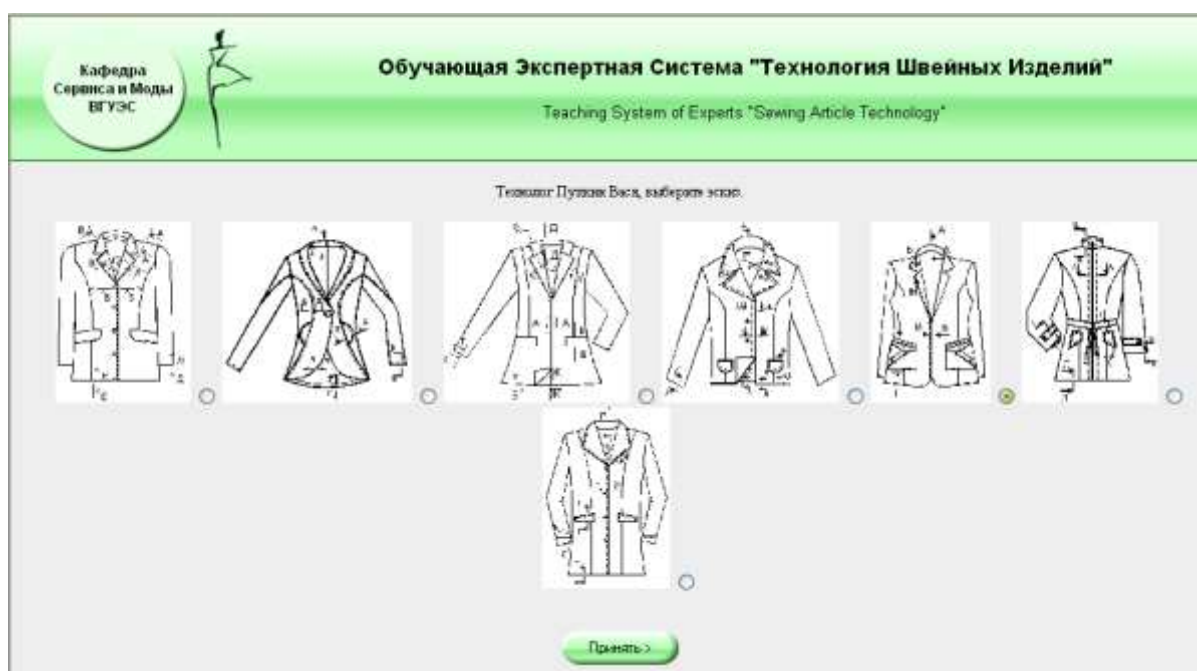 Кафедра
Сервиса и Моды
ВГУЭС
Обучающая Экспертная Система "Технология Швейных Изделий"
Teaching System of Experts "Sewing Article Technology"
Технолог Пупкин Вася, выберите эскиз.
Принять >